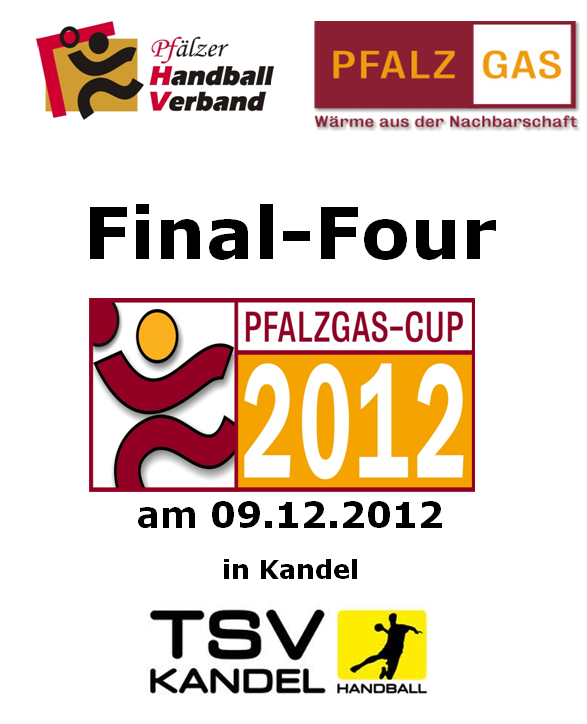 Pfälzer
Handball
Verband
PFALZ GAS
Wärme aus der Nachbarschaft
Final-Four
PFALZGAS-CUP
2012
am 09.12.2012
in Kandel
TSV
KANDEL
HANDBALL